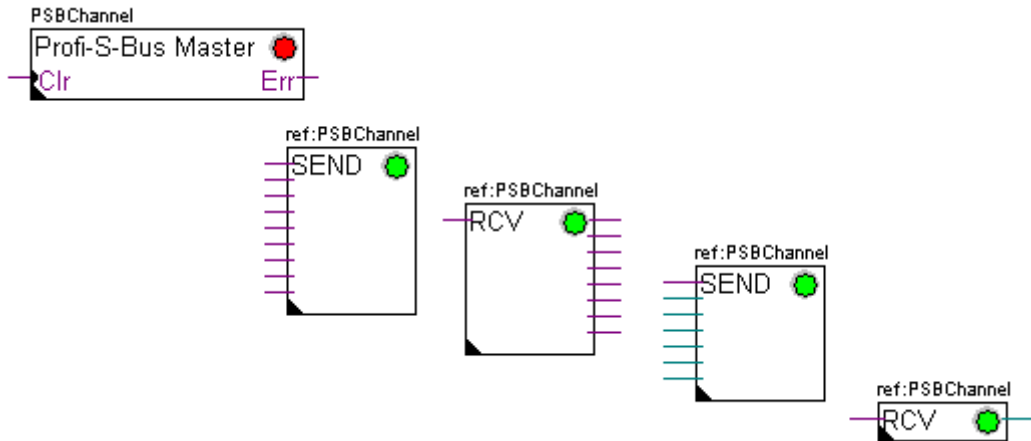 PSBChannel
Profi-S-Bus Master
Clr Err
ref:PSBChannel
SEND
ref:PSBChannel
RCV
ref:PSBChannel
SEND
ref:PSBChannel
RCV